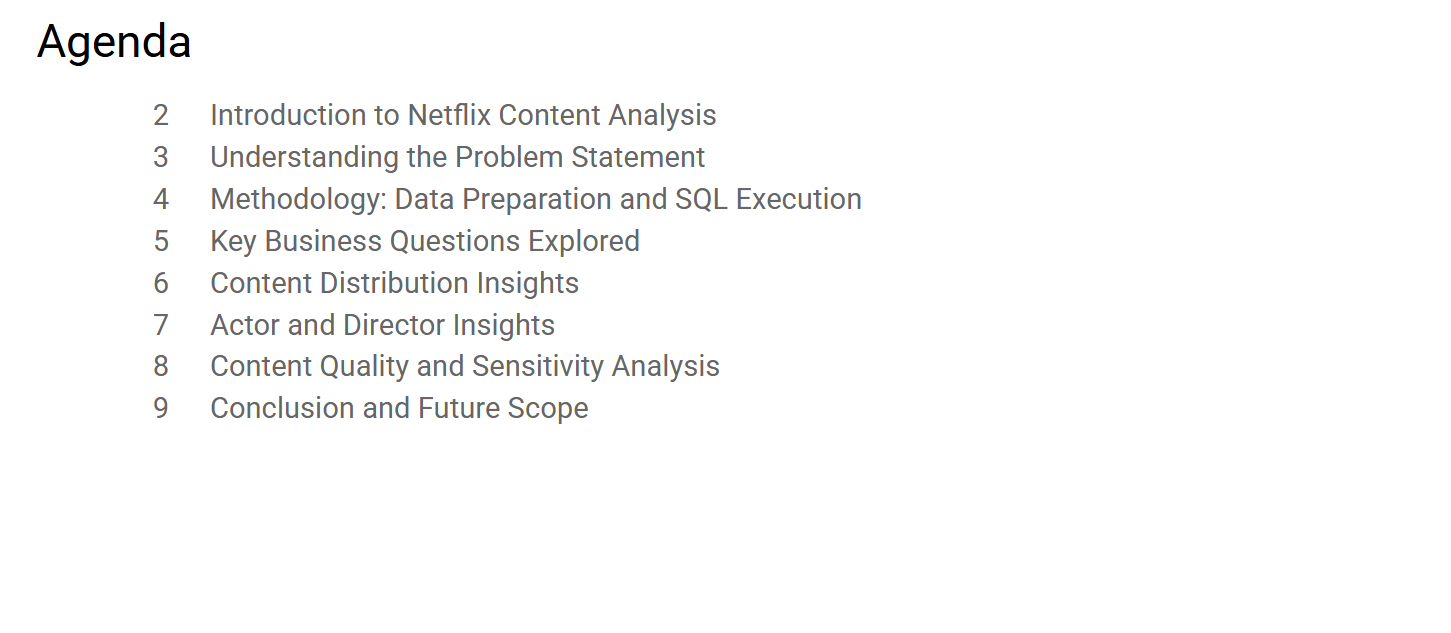 Agenda
2 Introduction to Netflix Content Analysis
3 Understanding the Problem Statement
4 Methodology: Data Preparation and SQL Execution
5 Key Business Questions Explored
6 Content Distribution Insights
7 Actor and Director Insights
8 Content Quality and Sensitivity Analysis
9 Conclusion and Future Scope